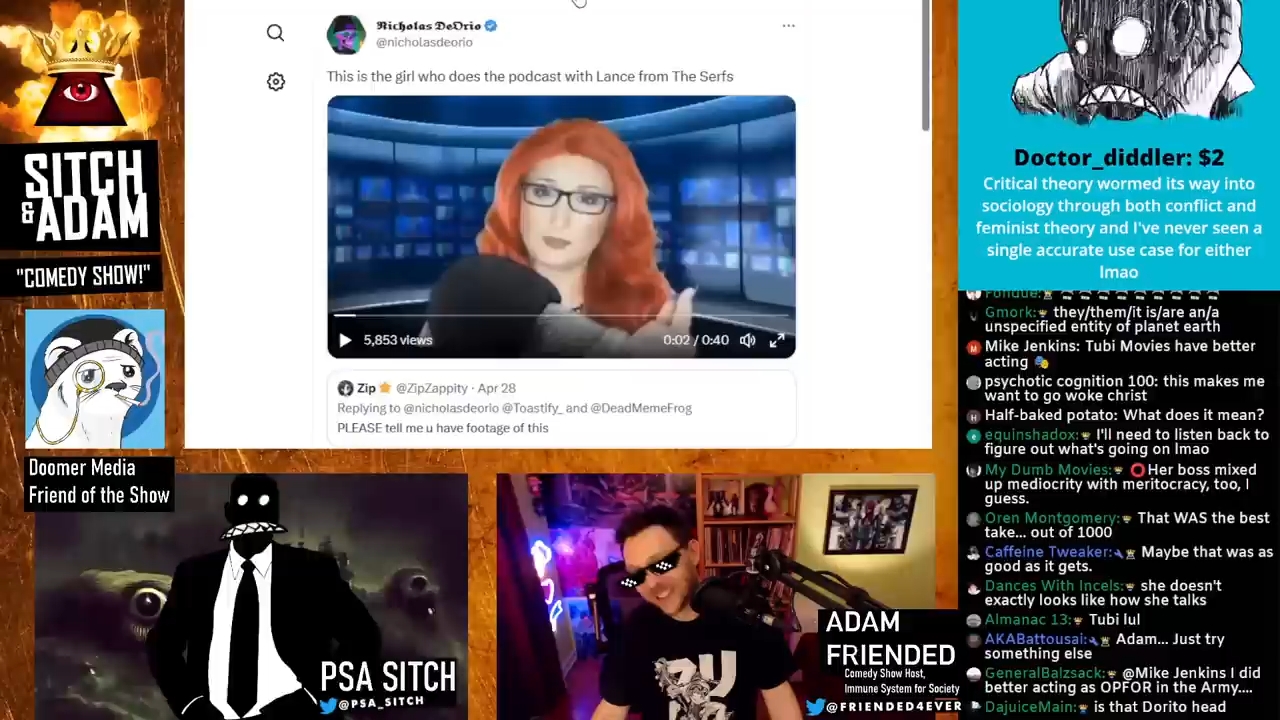 SITCH
& ADAM
"COMEDY SHOW!"
Doomer Media
Friend of the Show
Nicholas DeOrio
@nicholasdeorio
This is the girl who does the podcast with Lance from The Serfs
5,853 views
0:02 / 0:40
Zip @ZipZappity · Apr 28
Replying to @nicholasdeorio @Toastify_ and @DeadMemeFrog
PLEASE tell me u have footage of this
PSA SITCH
@PSA_SITCH
ADAM
FRIENDED
Comedy Show Host,
Immune System for Society
@FRIENDED4EVER
Doctor_diddler: $2
Critical theory wormed its way into
sociology through both conflict and
feminist theory and I've never seen a
single accurate use case for either
lmao
Fondue:
Gmork: they/them/it is/are an/a
unspecified entity of planet earth
Mike Jenkins: Tubi Movies have better
acting
psychotic cognition 100: this makes me
want to go woke christ
Half-baked potato: What does it mean?
equinshadox: I'll need to listen back to
figure out what's going on lmao
My Dumb Movies: Her boss mixed
up mediocrity with meritocracy, too, I
guess.
Oren Montgomery: That WAS the best
take... out of 1000
Caffeine Tweaker: Maybe that was as
good as it gets.
Dances With Incels: she doesn't
exactly looks like how she talks
Almanac 13: Tubi lul
AKABattousai: Adam... Just try
something else
GeneralBalzsack: @Mike Jenkins I did
better acting as OPFOR in the Army....
DajuiceMain: is that Dorito head